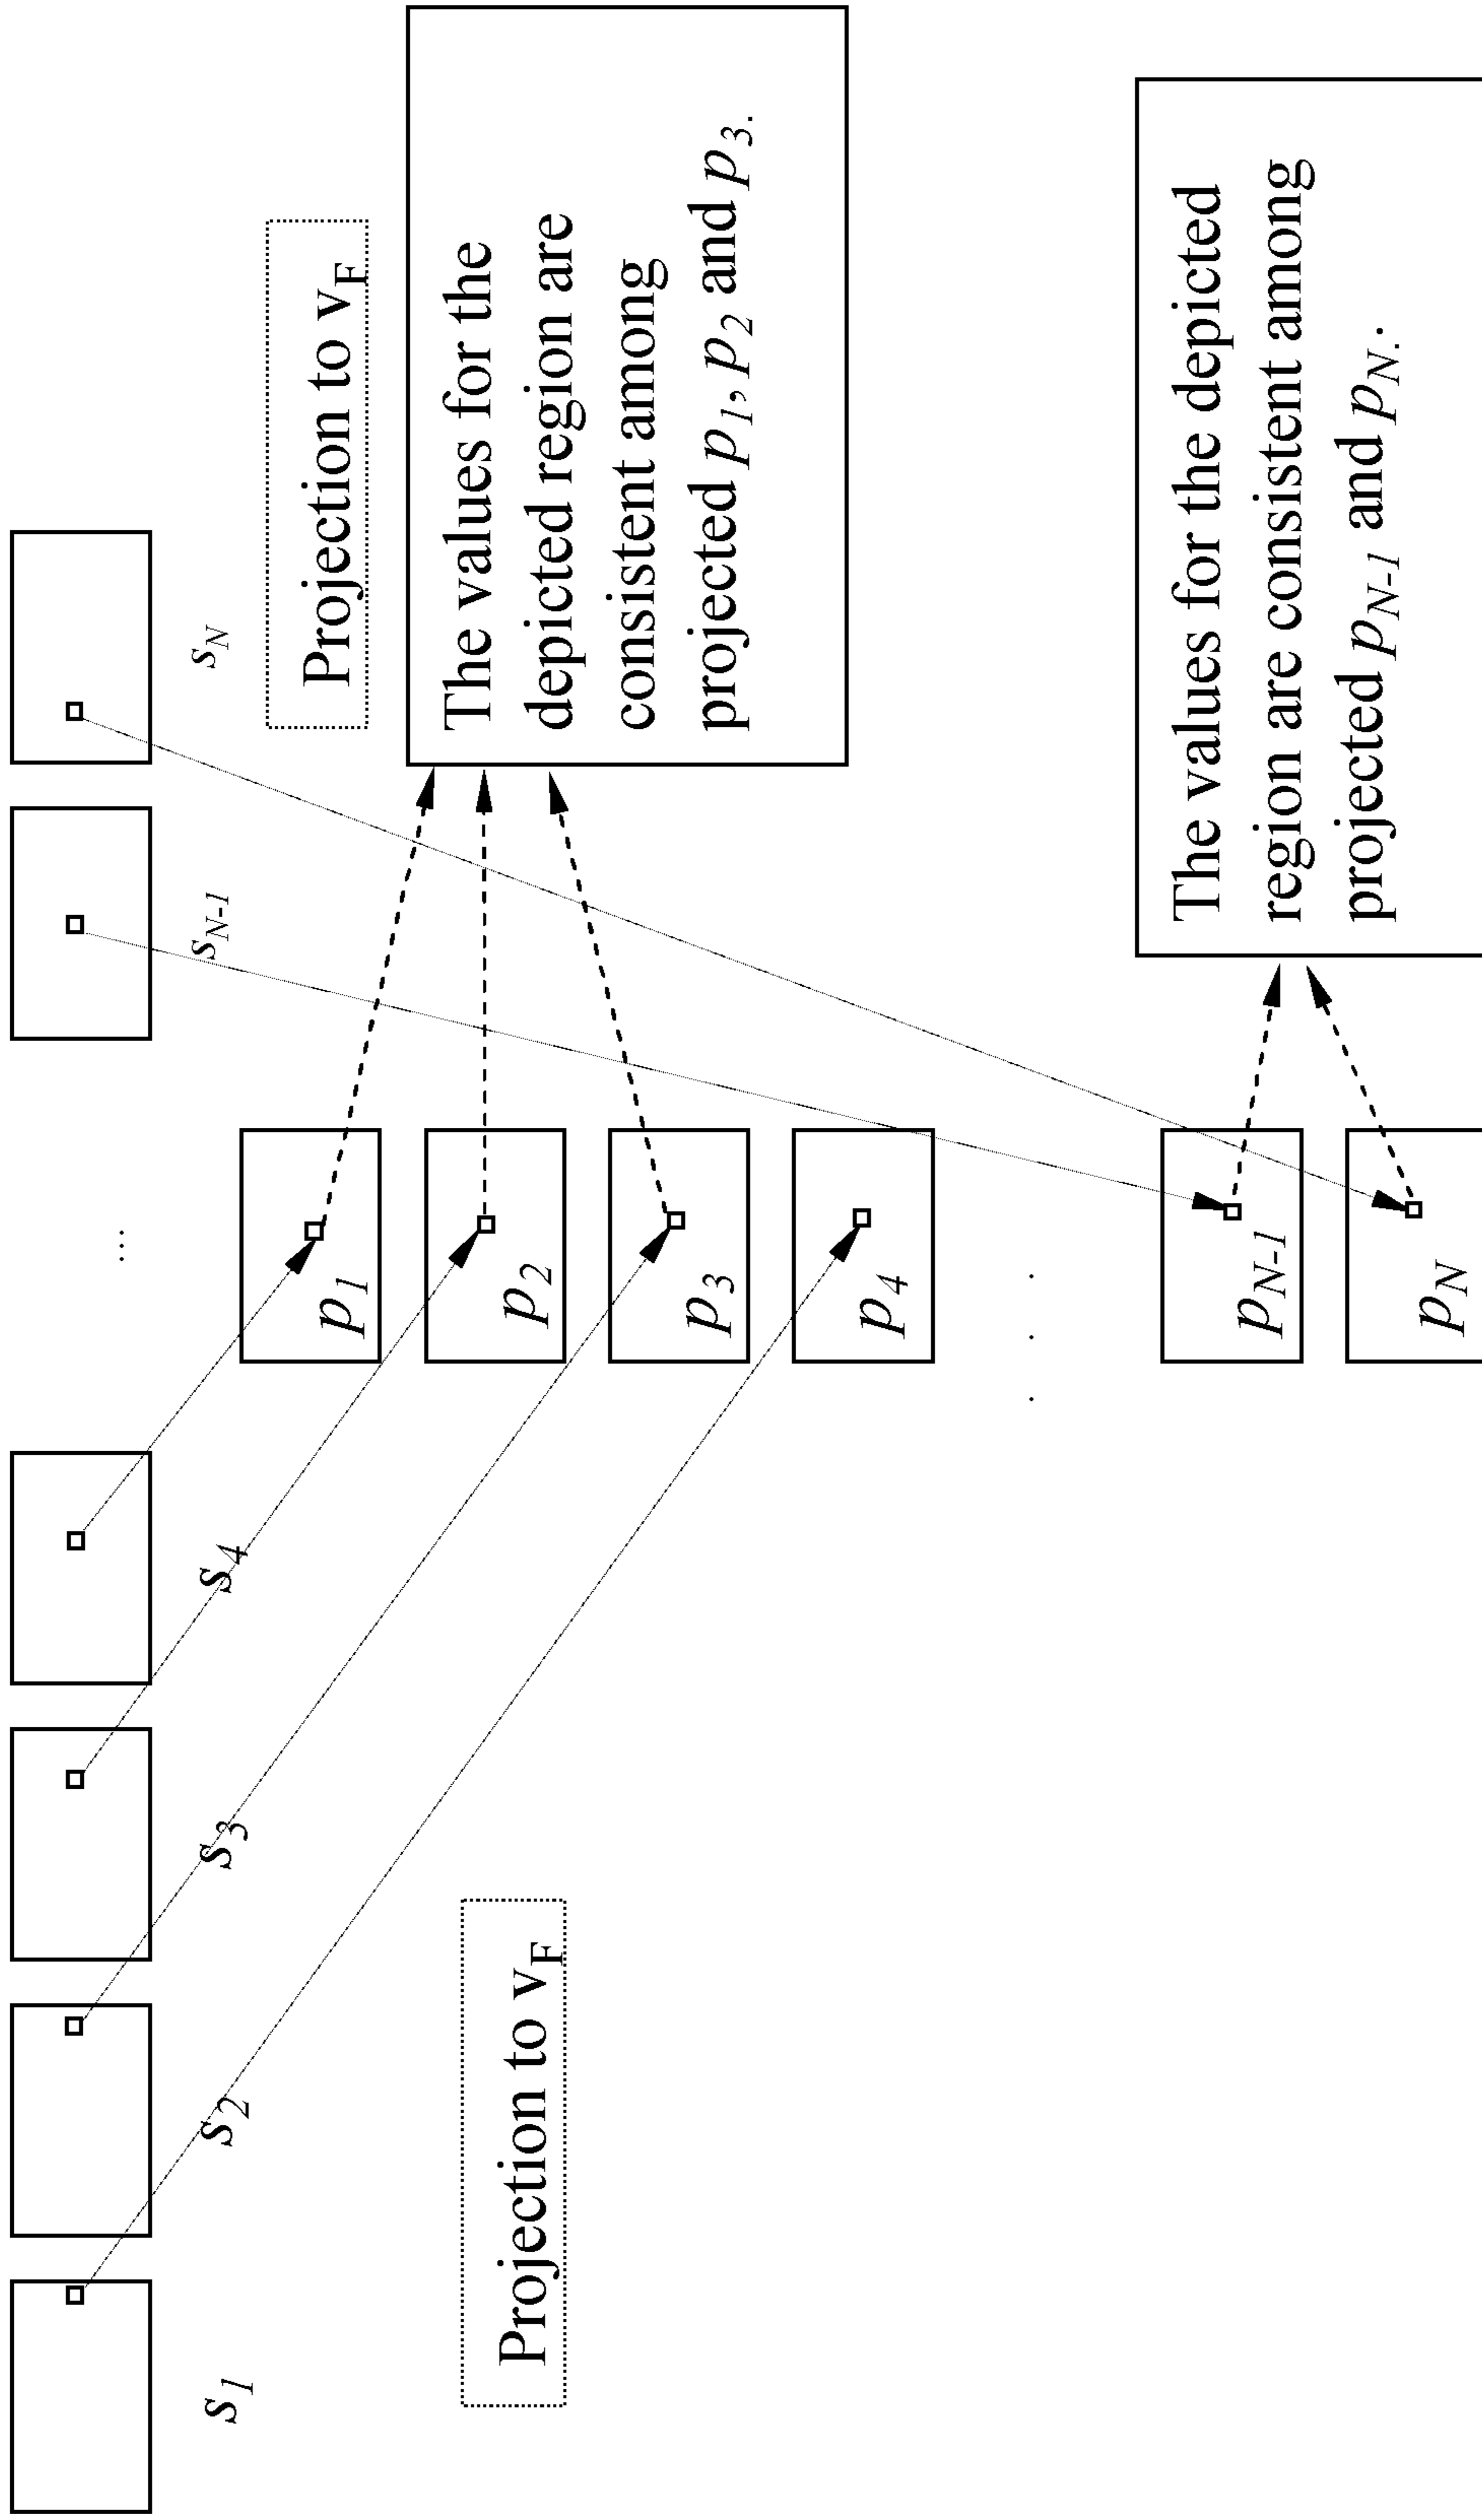 ...
s1
s2
s3
s4
sN-1
sN
Projection to vF
Projection to vF
p1
p2
p3
p4
. . .
pN-1
pN
The values for the
depicted region are
consistent among
projected p1, p2 and p3.
The values for the depicted
region are consistent among
projected pN-1 and pN..